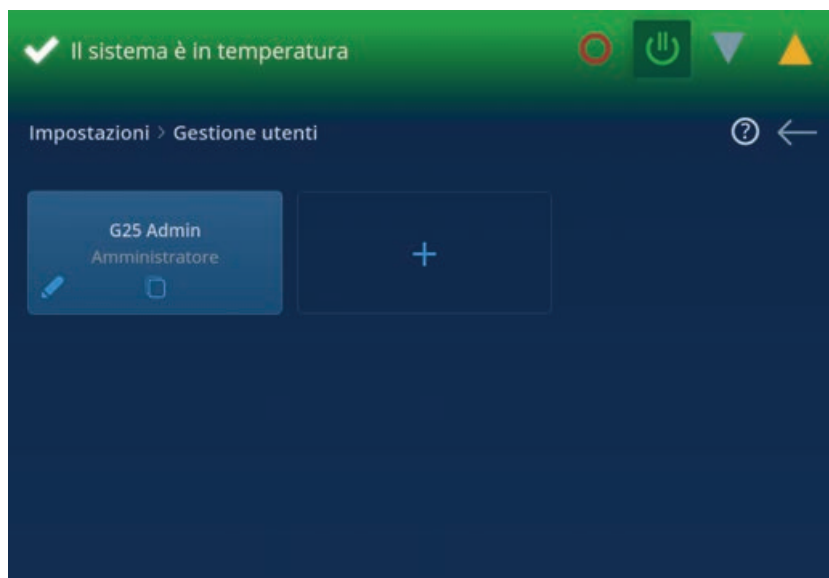 Il sistema è in temperatura
Impostazioni > Gestione utenti
G25 Admin
Amministratore